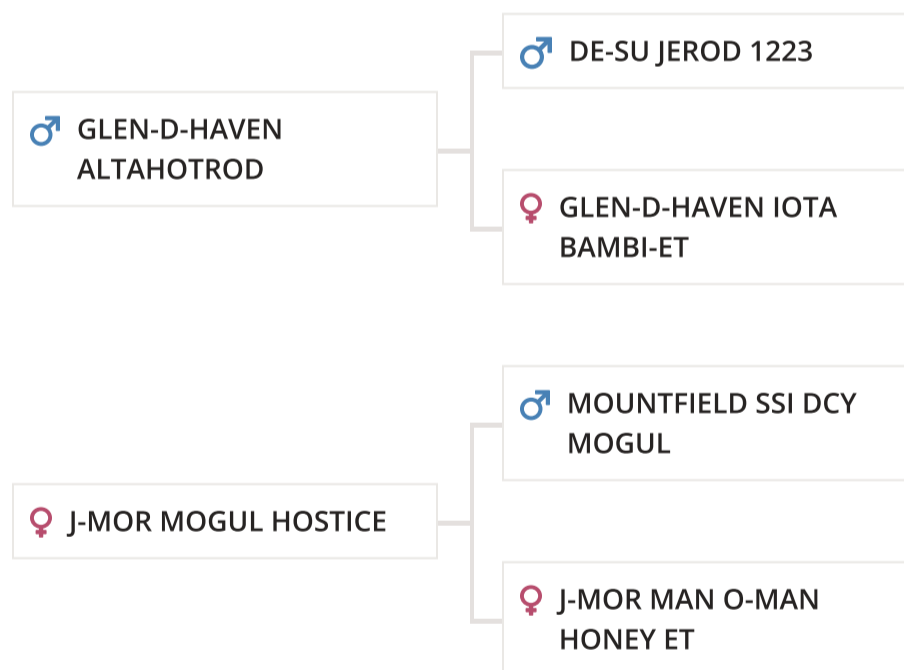 DE-SU JEROD 1223
GLEN-D-HAVEN
ALTAHOTROD
GLEN-D-HAVEN IOTA
BAMBI-ET
MOUNTFIELD SSI DCY
MOGUL
J-MOR MOGUL HOSTICE
J-MOR MAN O-MAN
HONEY ET